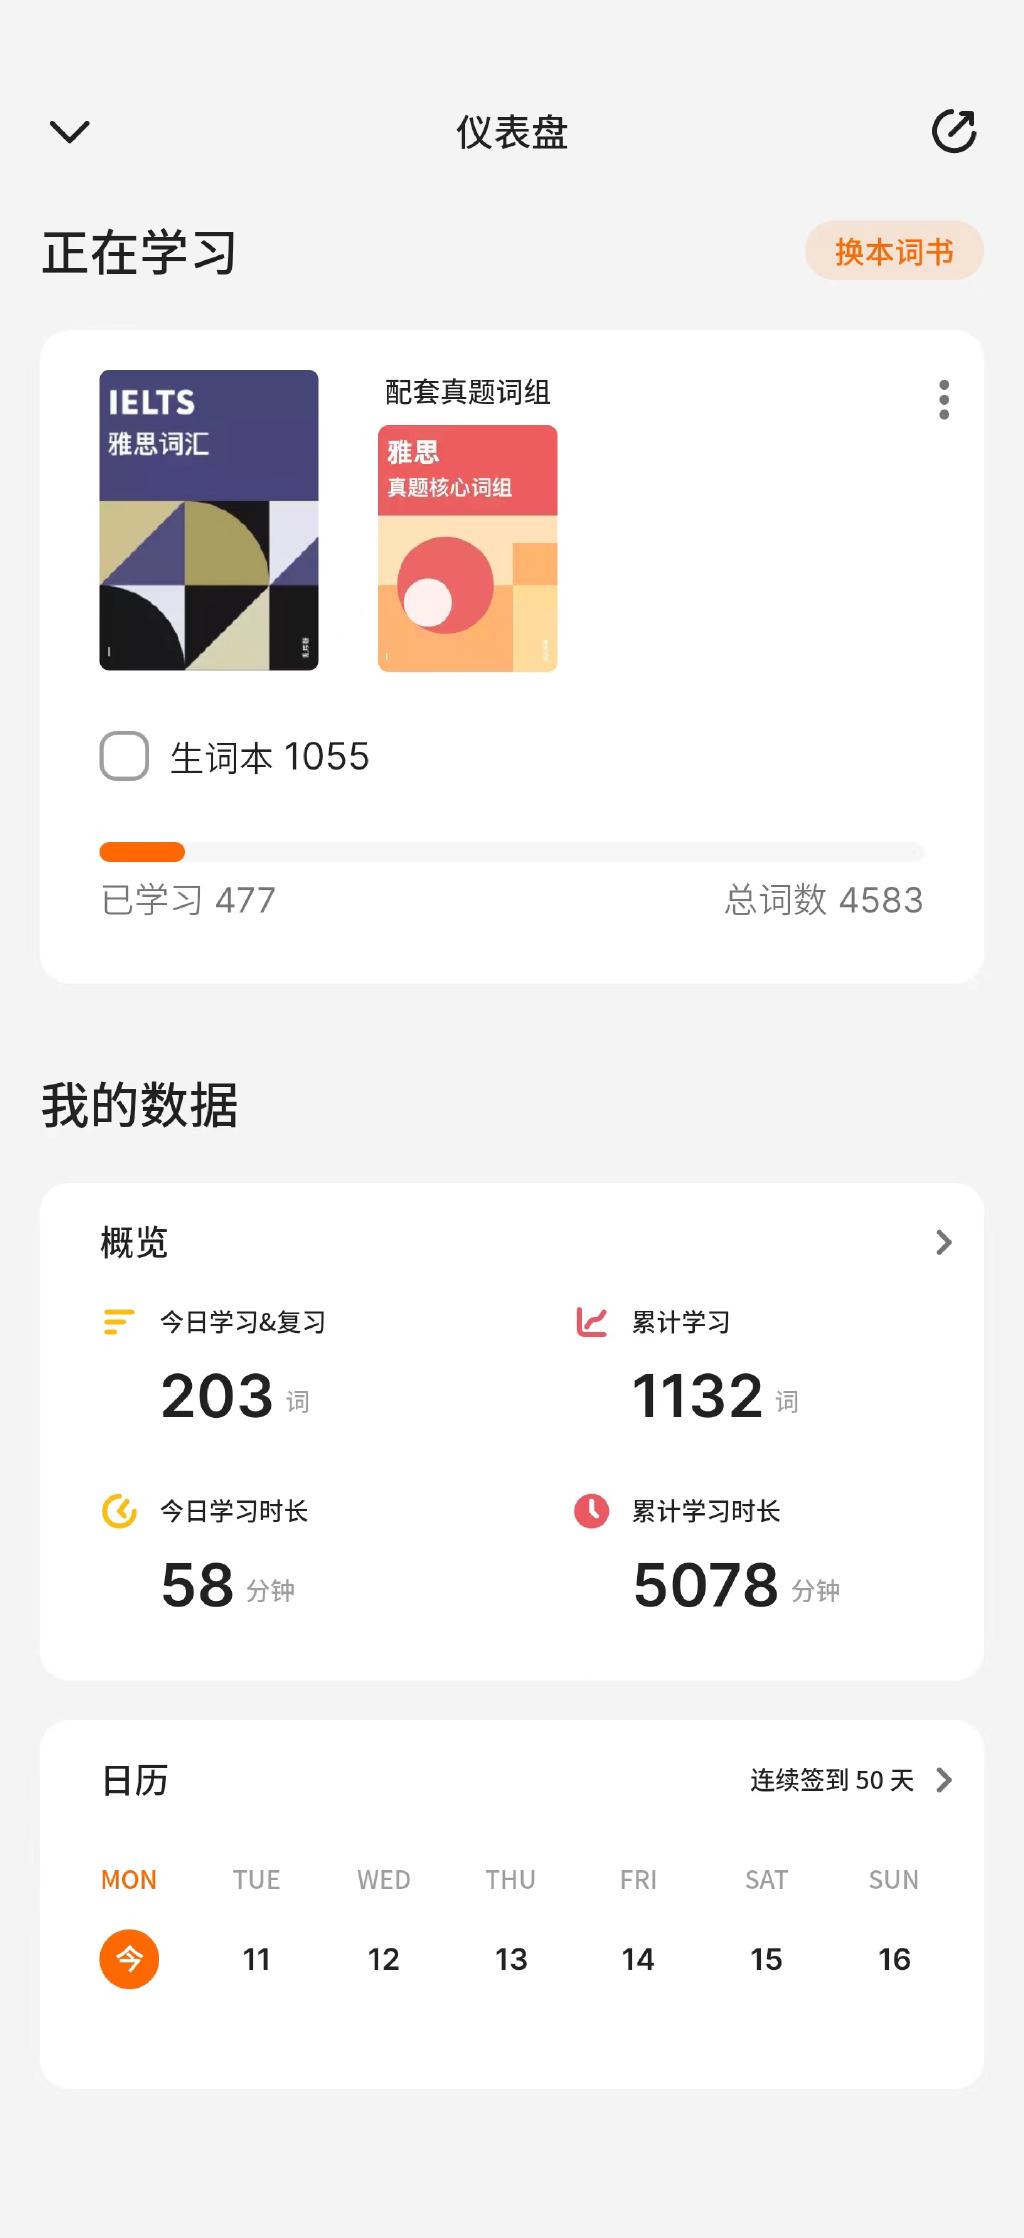 仪表盘
正在学习
换本词书
IELTS
雅思词汇
配套真题词组
雅思
真题核心词组
生词本 1055
已学习 477
总词数 4583
我的数据
概览
今日学习&复习
累计学习
203 词
1132 词
今日学习时长
累计学习时长
58 分钟
5078 分钟
日历
连续签到 50 天
MON TUE WED THU FRI SAT SUN
今 11 12 13 14 15 16